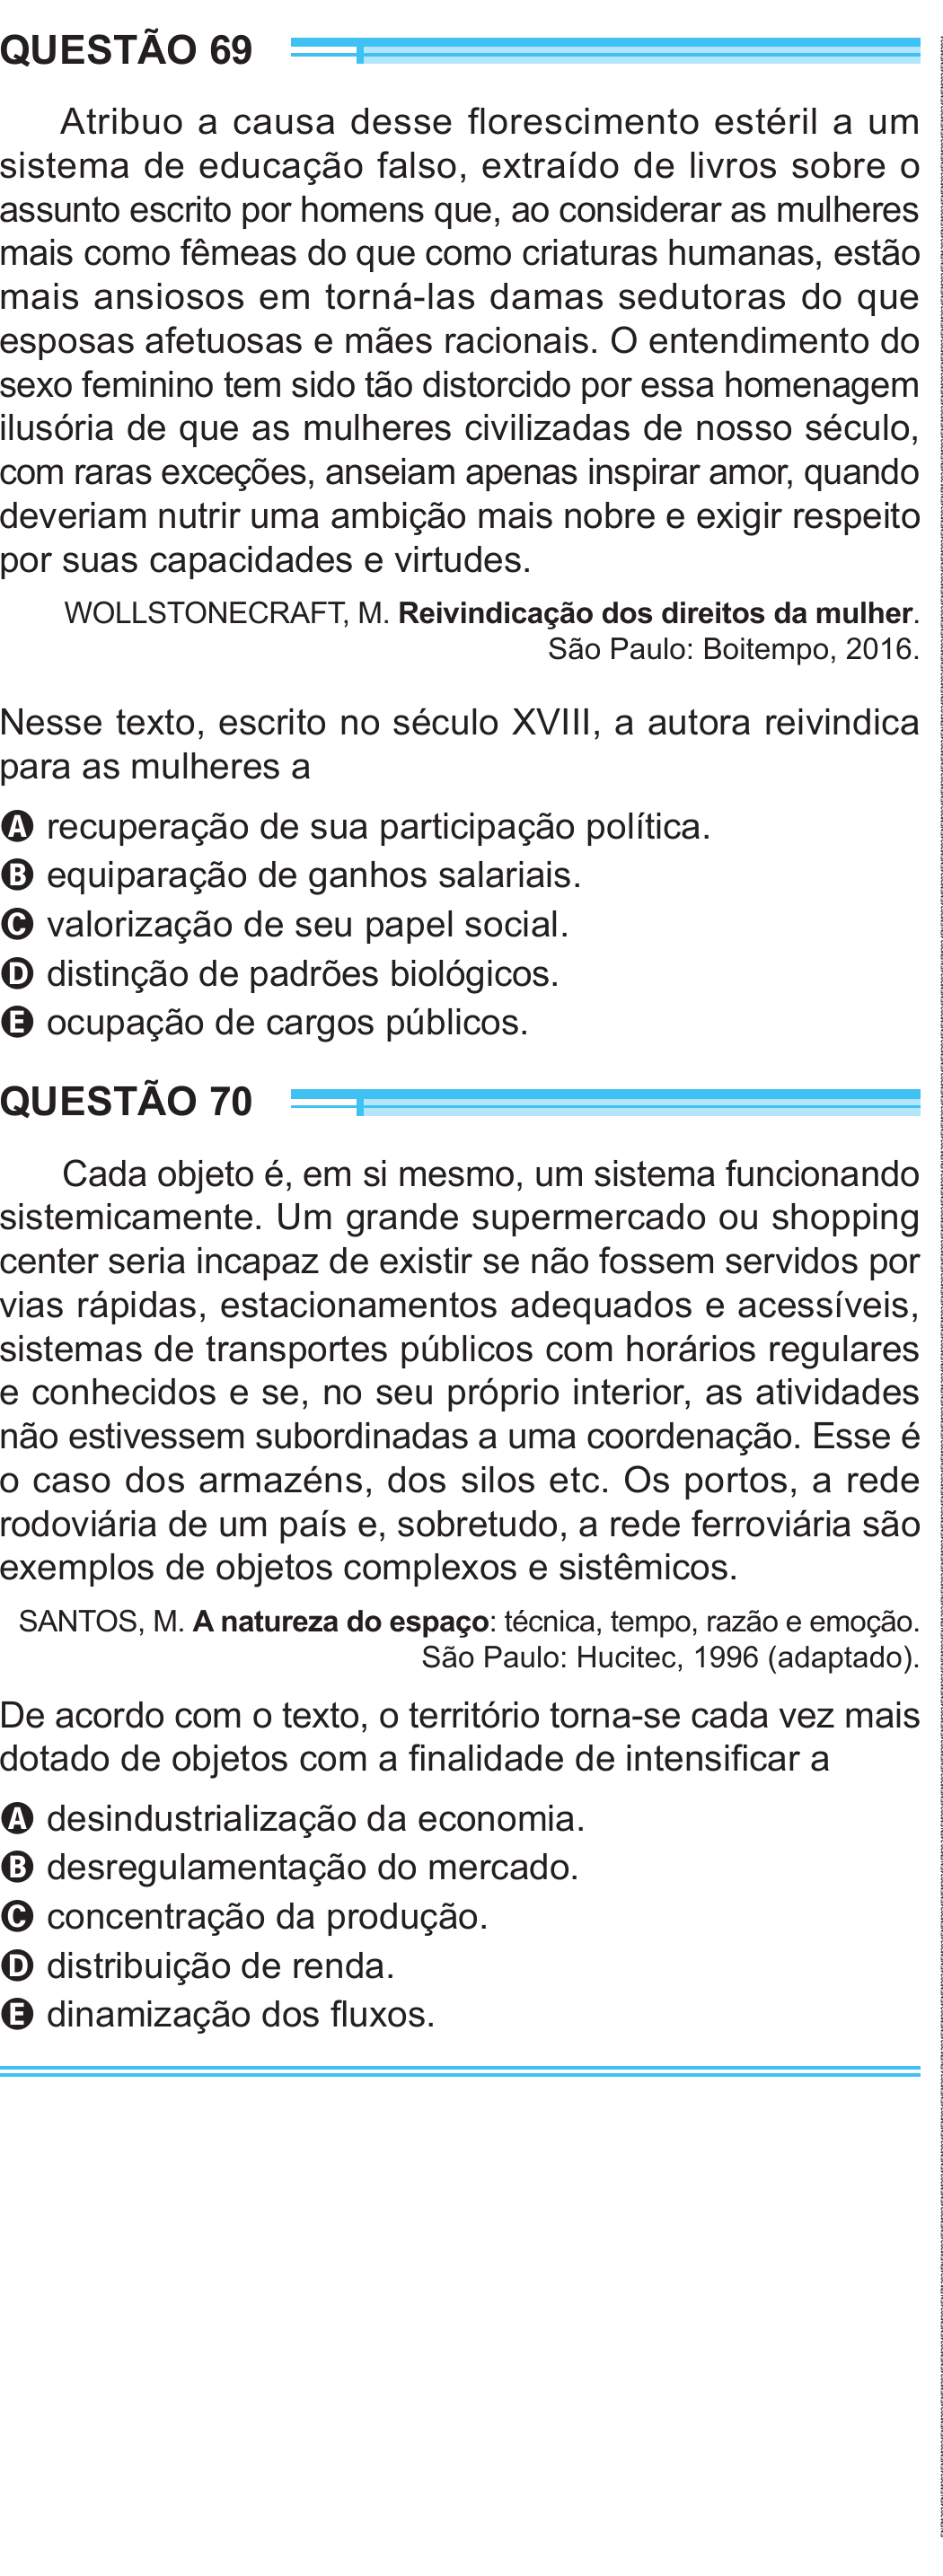 QUESTÃO 69
Atribuo a causa desse florescimento estéril a um
sistema de educação falso, extraído de livros sobre o
assunto escrito por homens que, ao considerar as mulheres
mais como fêmeas do que como criaturas humanas, estão
mais ansiosos em torná-las damas sedutoras do que
esposas afetuosas e mães racionais. O entendimento do
sexo feminino tem sido tão distorcido por essa homenagem
ilusória de que as mulheres civilizadas de nosso século,
com raras exceções, anseiam apenas inspirar amor, quando
deveriam nutrir uma ambição mais nobre e exigir respeito
por suas capacidades e virtudes.
WOLLSTONECRAFT, M. Reivindicação dos direitos da mulher.
São Paulo: Boitempo, 2016.
Nesse texto, escrito no século XVIII, a autora reivindica
para as mulheres a
A recuperação de sua participação política.
B equiparação de ganhos salariais.
C valorização de seu papel social.
D distinção de padrões biológicos.
E ocupação de cargos públicos.
QUESTÃO 70
Cada objeto é, em si mesmo, um sistema funcionando
sistemicamente. Um grande supermercado ou shopping
center seria incapaz de existir se não fossem servidos por
vias rápidas, estacionamentos adequados e acessíveis,
sistemas de transportes públicos com horários regulares
e conhecidos e se, no seu próprio interior, as atividades
não estivessem subordinadas a uma coordenação. Esse é
o caso dos armazéns, dos silos etc. Os portos, a rede
rodoviária de um país e, sobretudo, a rede ferroviária são
exemplos de objetos complexos e sistêmicos.
SANTOS, M. A natureza do espaço: técnica, tempo, razão e emoção.
São Paulo: Hucitec, 1996 (adaptado).
De acordo com o texto, o território torna-se cada vez mais
dotado de objetos com a finalidade de intensificar a
A desindustrialização da economia.
B desregulamentação do mercado.
C concentração da produção.
D distribuição de renda.
E dinamização dos fluxos.